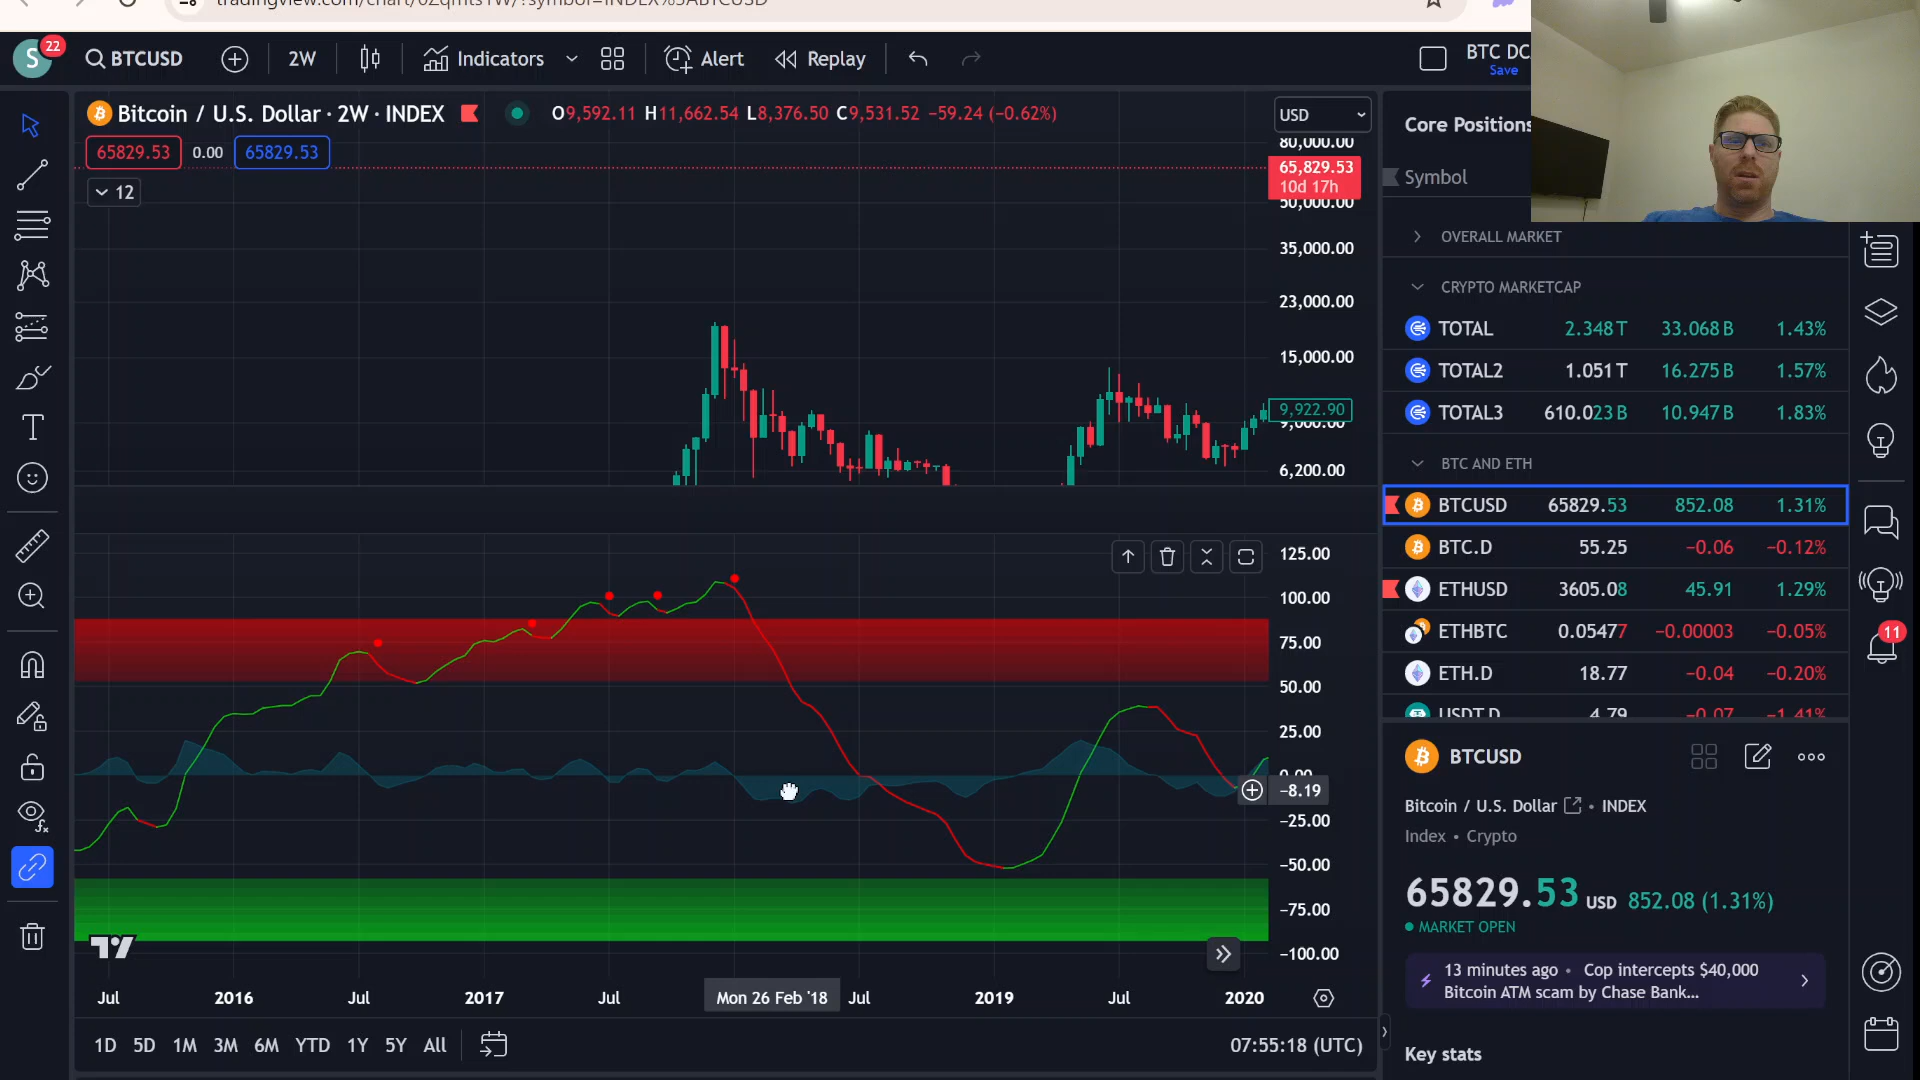 tradingview.com/chart/6zqmts1W/?symbol=INDEX%3ABTCUSD
S 22 BTCUSD 2W Indicators Alert Replay BTC DC
Save
Bitcoin / U.S. Dollar · 2W · INDEX O9,592.11 H11,662.54 L8,376.50 C9,531.52 −59.24 (−0.62%) USD
65829.53 0.00 65829.53
12
80,000.00
65,829.53
10d 17h
50,000.00
35,000.00
23,000.00
15,000.00
9,922.90
9,000.00
6,200.00
125.00
100.00
75.00
50.00
25.00
0.00
−8.19
−25.00
−50.00
−75.00
−100.00
Jul 2016 Jul 2017 Jul Mon 26 Feb '18 Jul 2019 Jul 2020
1D 5D 1M 3M 6M YTD 1Y 5Y All 07:55:18 (UTC)
Core Positions
Symbol
OVERALL MARKET
CRYPTO MARKETCAP
TOTAL 2.348 T 33.068 B 1.43%
TOTAL2 1.051 T 16.275 B 1.57%
TOTAL3 610.023 B 10.947 B 1.83%
BTC AND ETH
BTCUSD 65829.53 852.08 1.31%
BTC.D 55.25 −0.06 −0.12%
ETHUSD 3605.08 45.91 1.29%
ETHBTC 0.05477 −0.00003 −0.05%
ETH.D 18.77 −0.04 −0.20%
USDT.D 4.79 −0.07 −1.41%
11
BTCUSD
Bitcoin / U.S. Dollar · INDEX
Index · Crypto
65829.53 USD 852.08 (1.31%)
MARKET OPEN
13 minutes ago · Cop intercepts $40,000
Bitcoin ATM scam by Chase Bank...
Key stats